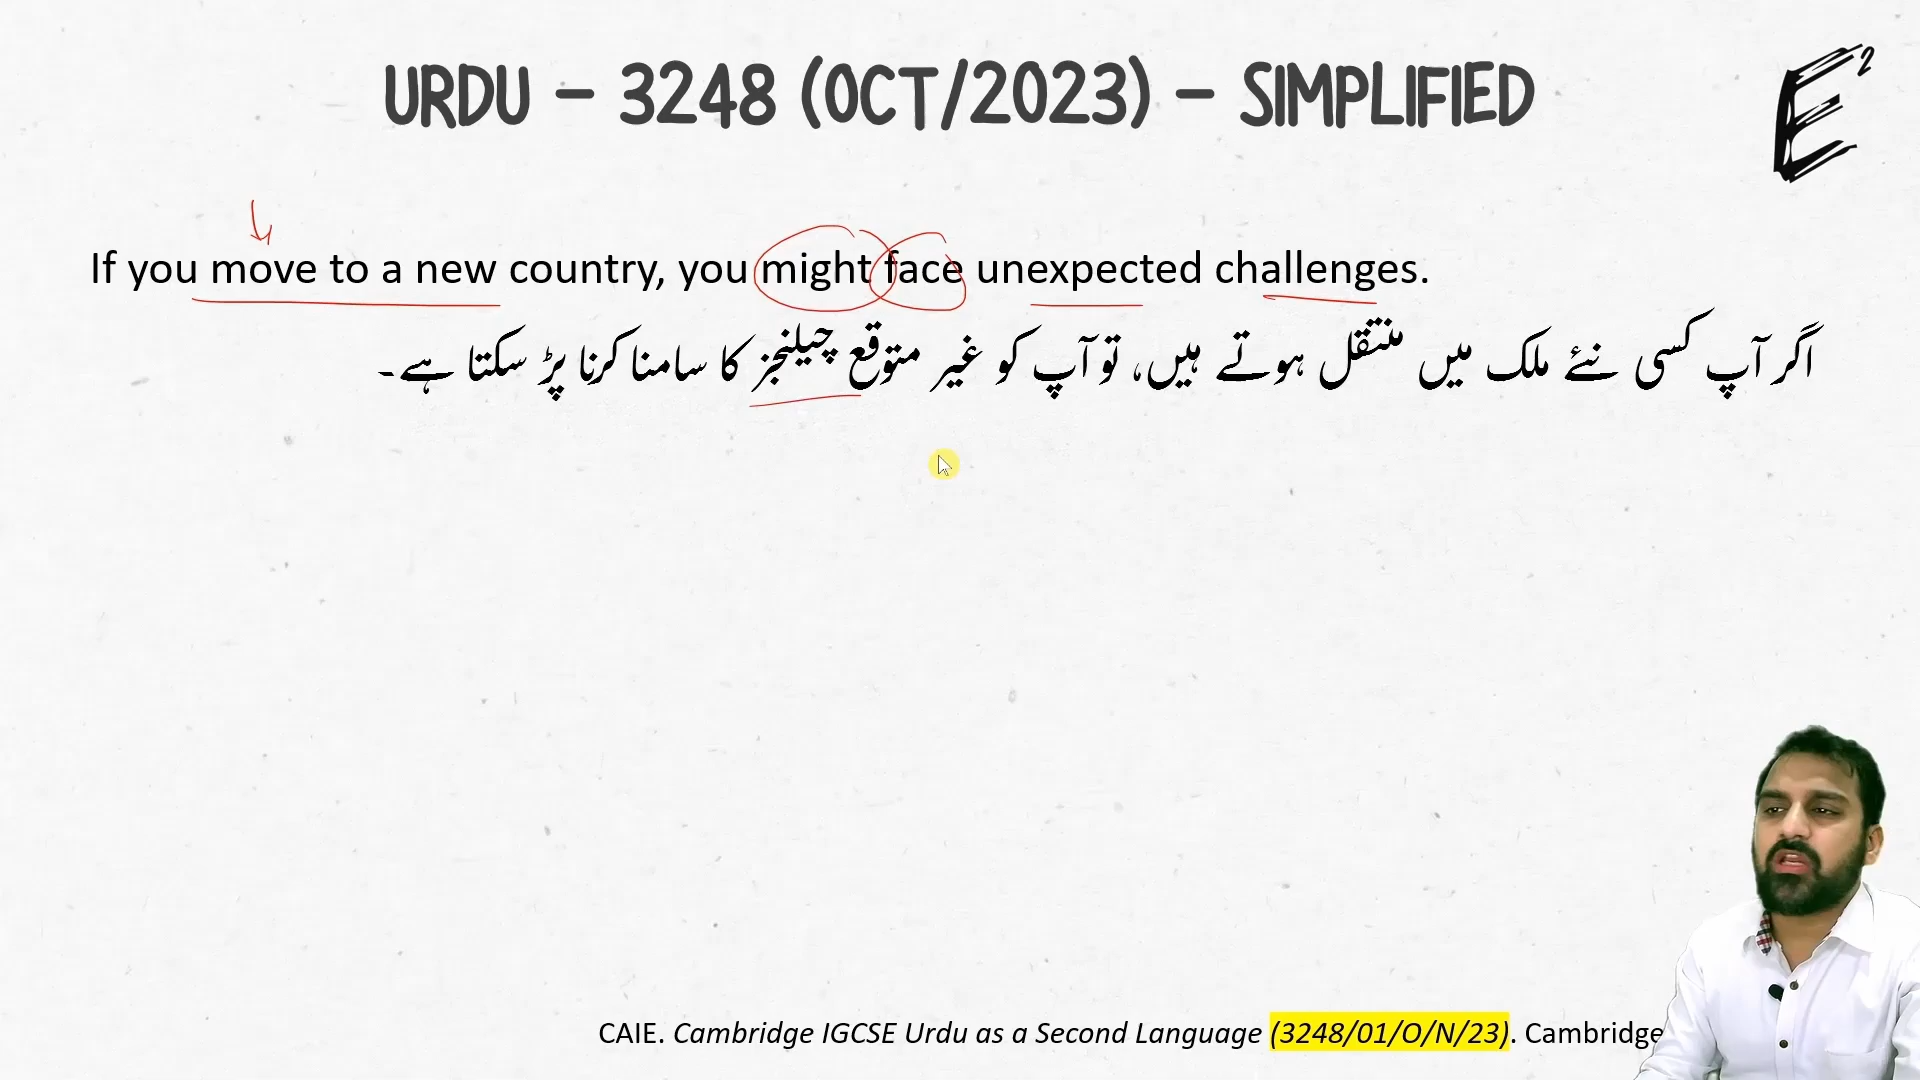 URDU – 3248 (OCT/2023) – SIMPLIFIED
E²
If you move to a new country, you might face unexpected challenges.
اگر آپ کسی نئے ملک میں منتقل ہوتے ہیں، تو آپ کو غیر متوقع چیلنجز کا سامنا کرنا پڑ سکتا ہے۔
CAIE. Cambridge IGCSE Urdu as a Second Language (3248/01/O/N/23). Cambridge